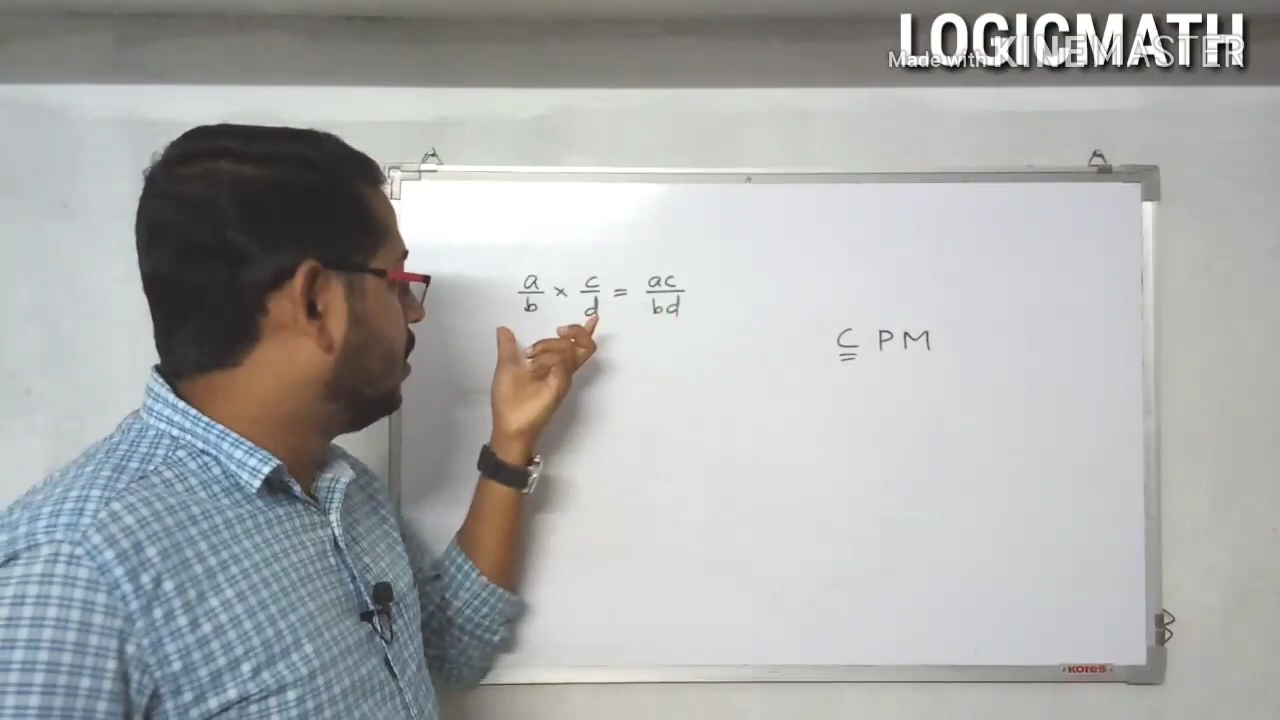 LOGICMATH
Made with KINEMASTER
a/b × c/d = ac/bd
C P M
KORES